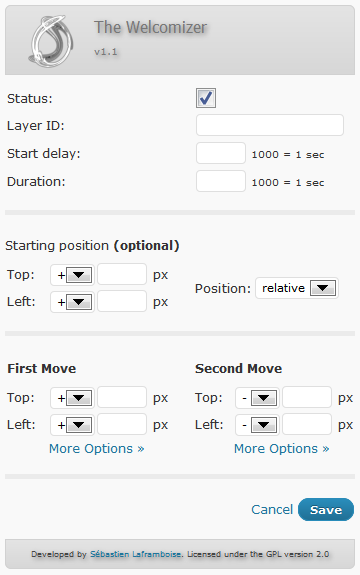 The Welcomizer
v1.1
Status:
Layer ID:
Start delay: 1000 = 1 sec
Duration: 1000 = 1 sec
Starting position (optional)
Top: + px
Left: + px
Position: relative
First Move
Top: + px
Left: + px
More Options »
Second Move
Top: - px
Left: - px
More Options »
Cancel Save
Developed by Sébastien Laframboise. Licensed under the GPL version 2.0